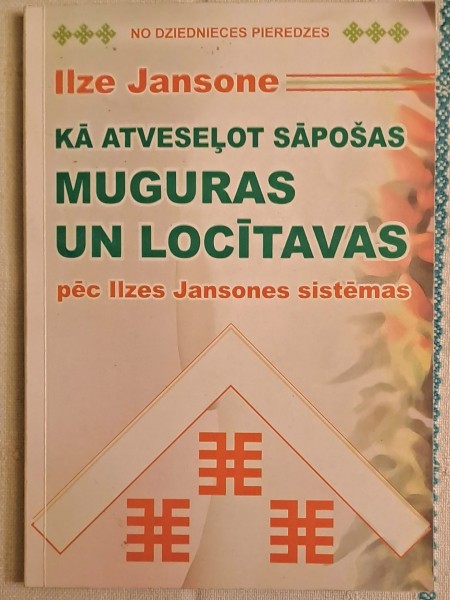 NO DZIEDNIECES PIEREDZES
Ilze Jansone
KĀ ATVESEĻOT SĀPOŠAS
MUGURAS
UN LOCĪTAVAS
pēc Ilzes Jansones sistēmas